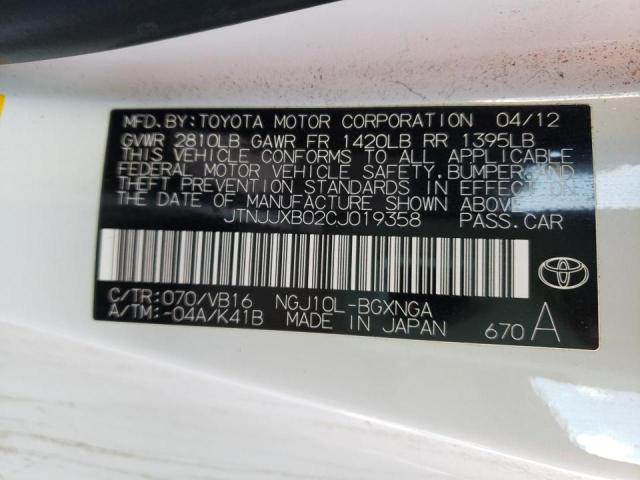 MFD. BY: TOYOTA MOTOR CORPORATION 04/12
GVWR 2810LB GAWR FR 1420LB RR 1395LB
THIS VEHICLE CONFORMS TO ALL APPLICABLE
FEDERAL MOTOR VEHICLE SAFETY, BUMPER, AND
THEFT PREVENTION STANDARDS IN EFFECT ON
THE DATE OF MANUFACTURE SHOWN ABOVE.
JTNJJXB02CJ019358 PASS. CAR
C/TR: 070/VB16 NGJ10L-BGXNGA
A/TM: -04A/K41B MADE IN JAPAN 670 A